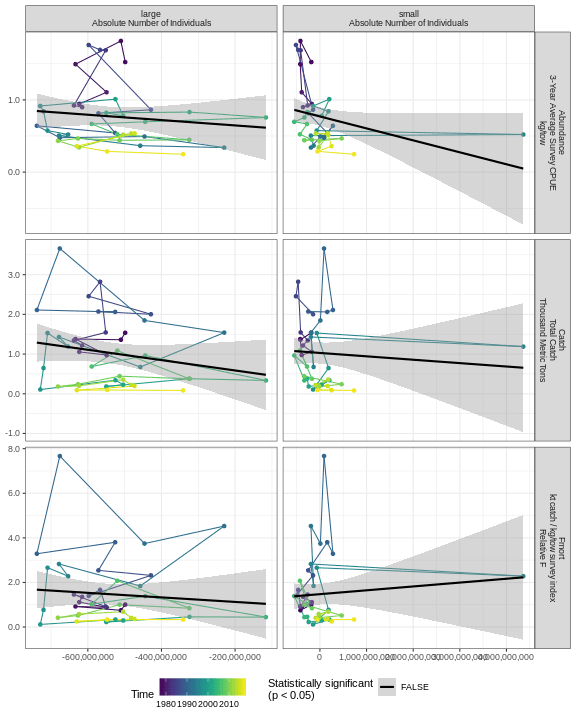 large
Absolute Number of Individuals
small
Absolute Number of Individuals
1.0
0.0
Abundance
3-Year Average Survey CPUE
kg/tow
3.0
2.0
1.0
0.0
-1.0
Catch
Total Catch
Thousand Metric Tons
8.0
6.0
4.0
2.0
0.0
Fmort
kt catch / kg/tow survey index
Relative F
-600,000,000
-400,000,000
-200,000,000
0
1,000,000,000
2,000,000,000
3,000,000,000
4,000,000,000
Time
1980 1990 2000 2010
Statistically significant
(p < 0.05)
FALSE